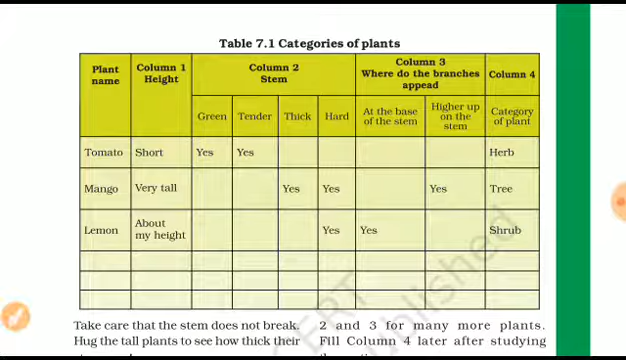 Table 7.1 Categories of plants
Plant name Column 1 Height Column 2 Stem Column 3 Where do the branches appead Column 4
Green Tender Thick Hard At the base of the stem Higher up on the stem Category of plant
Tomato Short Yes Yes Herb
Mango Very tall Yes Yes Yes Tree
Lemon About my height Yes Yes Shrub
Take care that the stem does not break.
Hug the tall plants to see how thick their
2 and 3 for many more plants.
Fill Column 4 later after studying